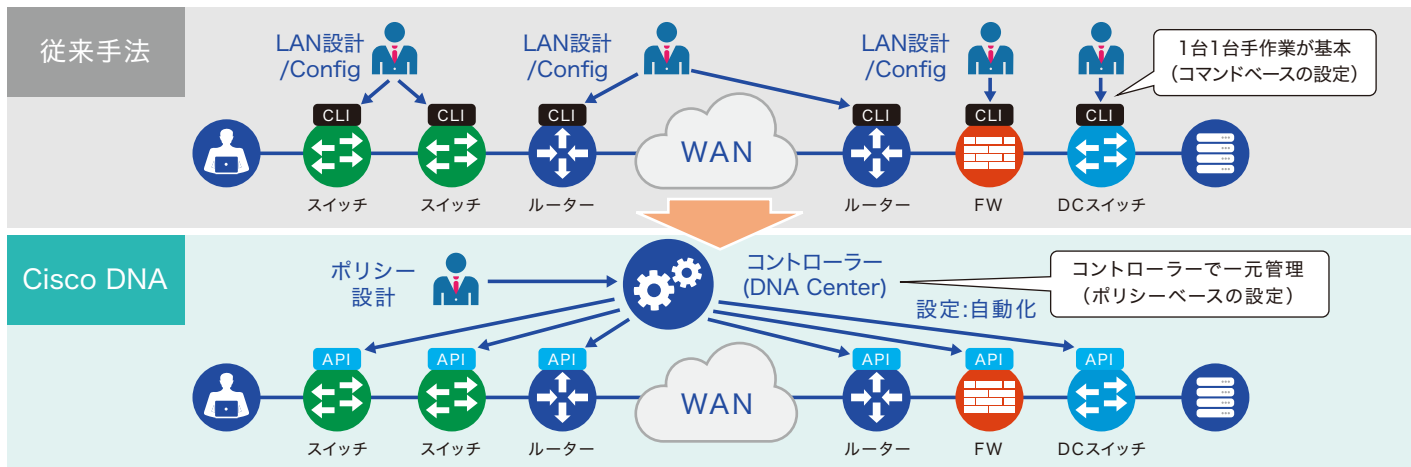 従来手法
LAN設計
/Config
LAN設計
/Config
LAN設計
/Config
1台1台手作業が基本
（コマンドベースの設定）
CLI
CLI
CLI
CLI
CLI
CLI
WAN
スイッチ
スイッチ
ルーター
ルーター
FW
DCスイッチ
Cisco DNA
ポリシー
設計
コントローラー
(DNA Center)
コントローラーで一元管理
（ポリシーベースの設定）
設定:自動化
API
API
API
API
API
API
WAN
スイッチ
スイッチ
ルーター
ルーター
FW
DCスイッチ